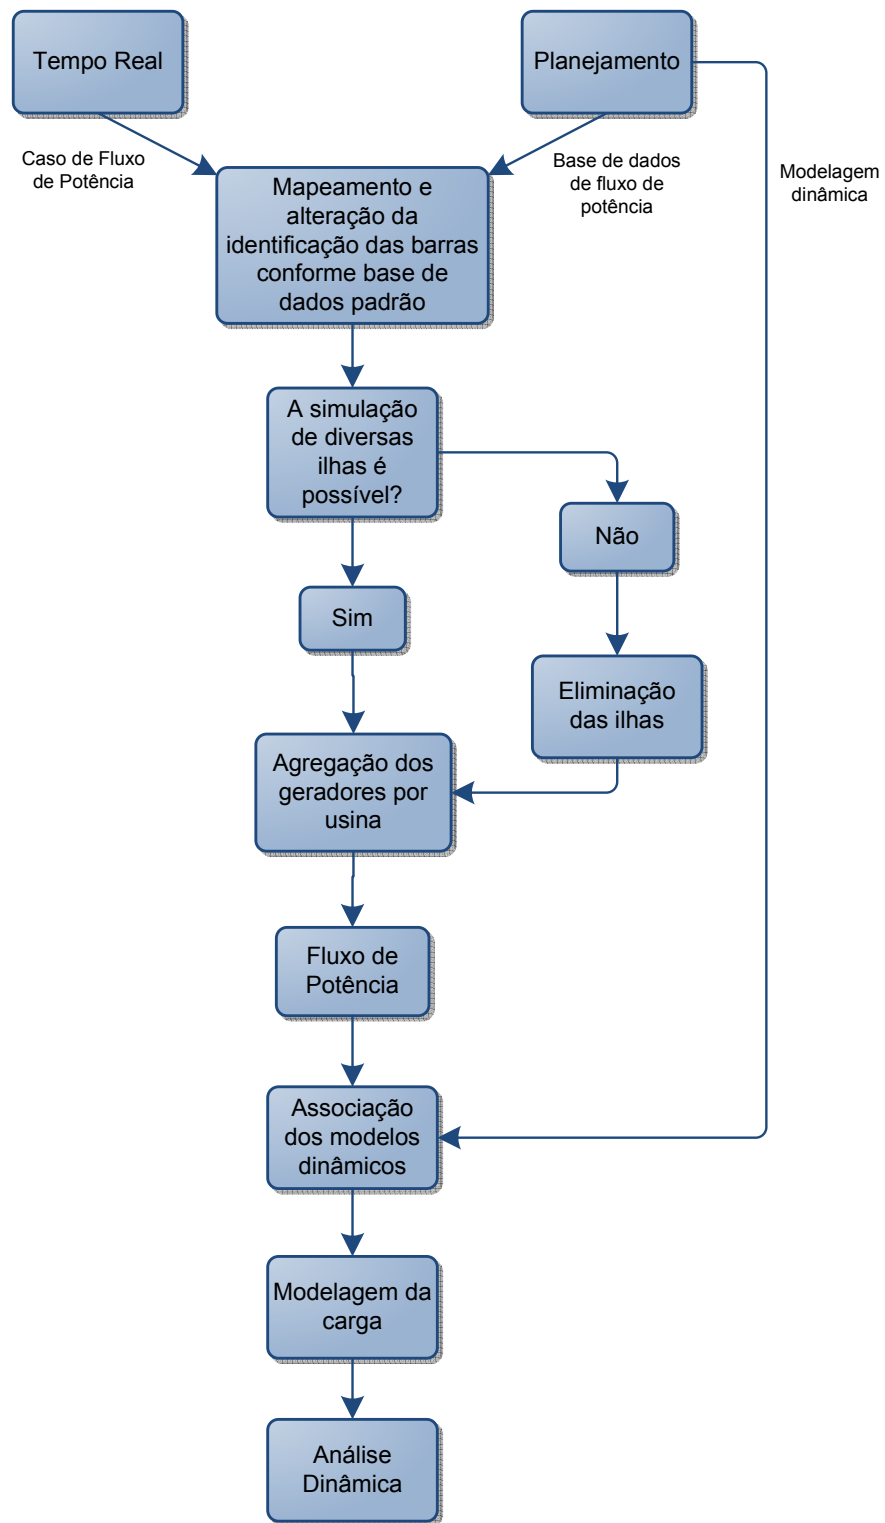 Tempo Real
Planejamento
Caso de Fluxo
de Potência
Base de dados
de fluxo de
potência
Modelagem
dinâmica
Mapeamento e
alteração da
identificação das barras
conforme base de
dados padrão
A simulação
de diversas
ilhas é
possível?
Não
Sim
Eliminação
das ilhas
Agregação dos
geradores por
usina
Fluxo de
Potência
Associação
dos modelos
dinâmicos
Modelagem da
carga
Análise
Dinâmica